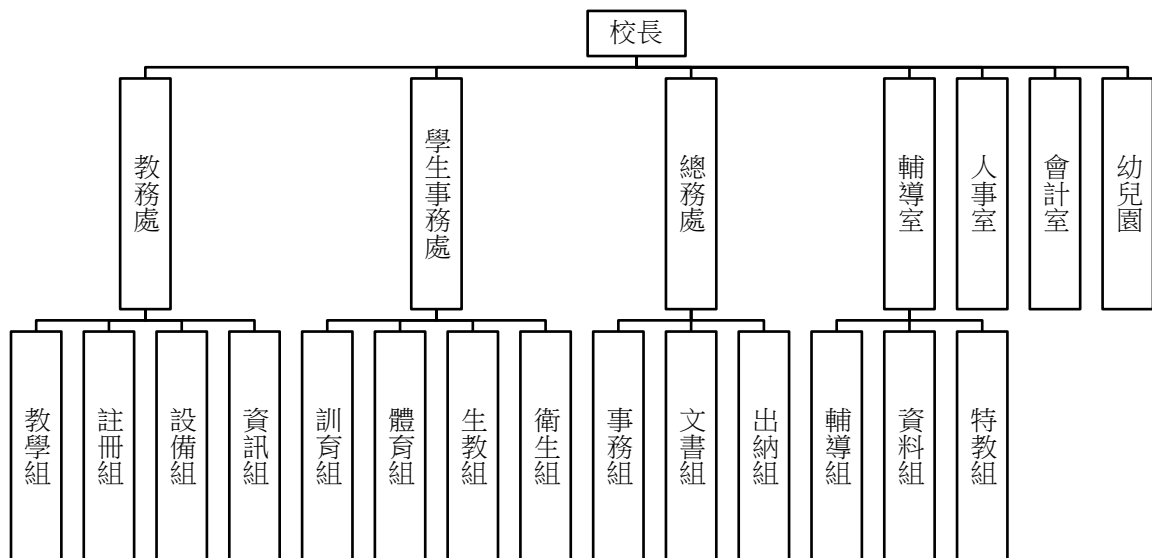 校長
教務處
學生事務處
總務處
輔導室
人事室
會計室
幼兒園
教學組
註冊組
設備組
資訊組
訓育組
體育組
生教組
衛生組
事務組
文書組
出納組
輔導組
資料組
特教組